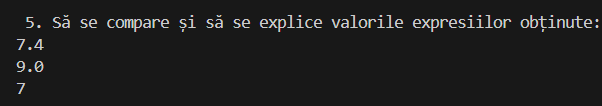 5. Să se compare și să se explice valorile expresiilor obținute:
7.4
9.0
7